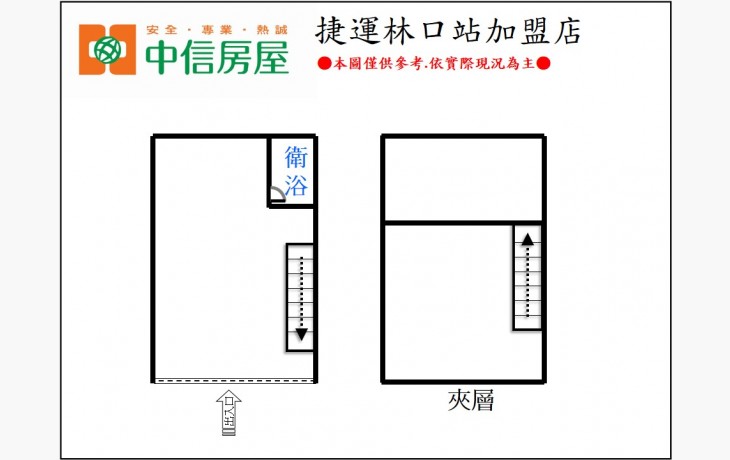 安全・專業・熱誠
中信房屋
捷運林口站加盟店
●本圖僅供參考.依實際現況為主●
衛
浴
夾層
出入口